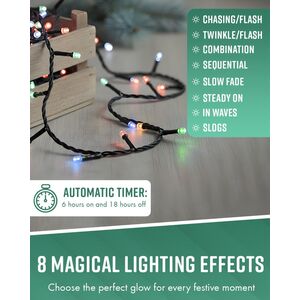 CHASING/FLASH
TWINKLE/FLASH
COMBINATION
SEQUENTIAL
SLOW FADE
STEADY ON
IN WAVES
SLOGS
AUTOMATIC TIMER:
6 hours on and 18 hours off
8 MAGICAL LIGHTING EFFECTS
Choose the perfect glow for every festive moment